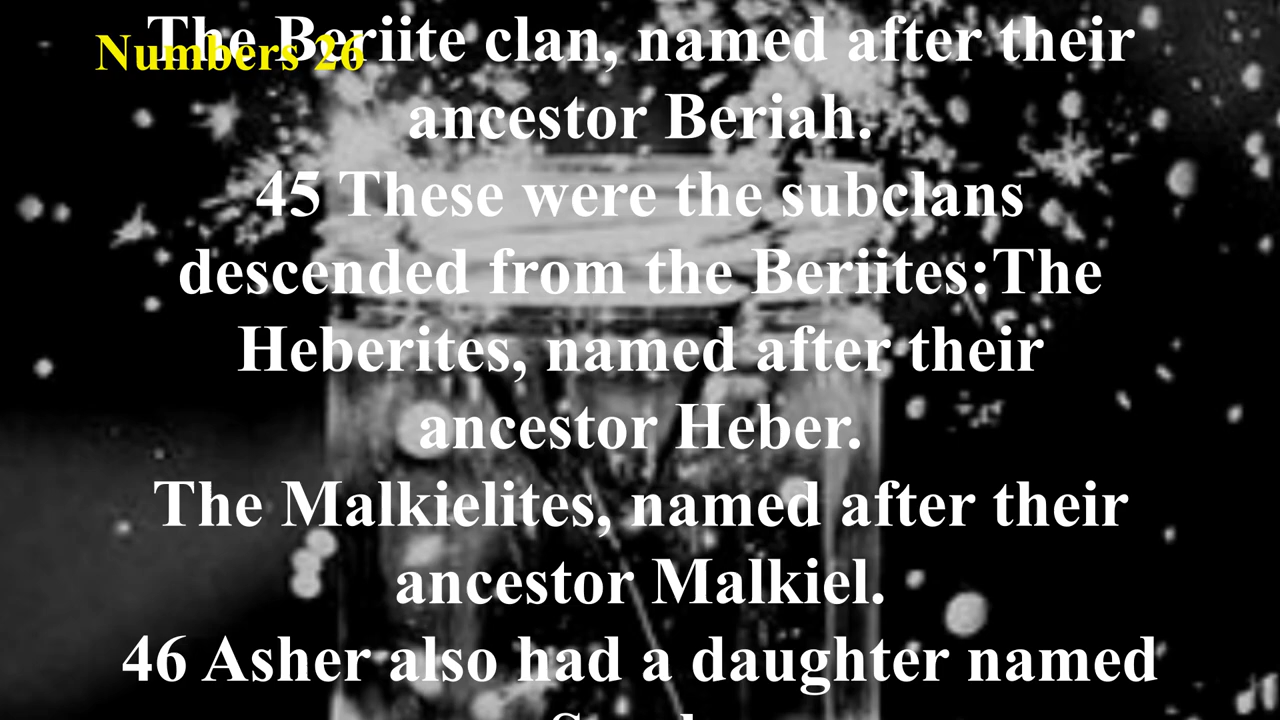 Numbers 26
The Beriite clan, named after their
ancestor Beriah.
45 These were the subclans
descended from the Beriites:The
Heberites, named after their
ancestor Heber.
The Malkielites, named after their
ancestor Malkiel.
46 Asher also had a daughter named